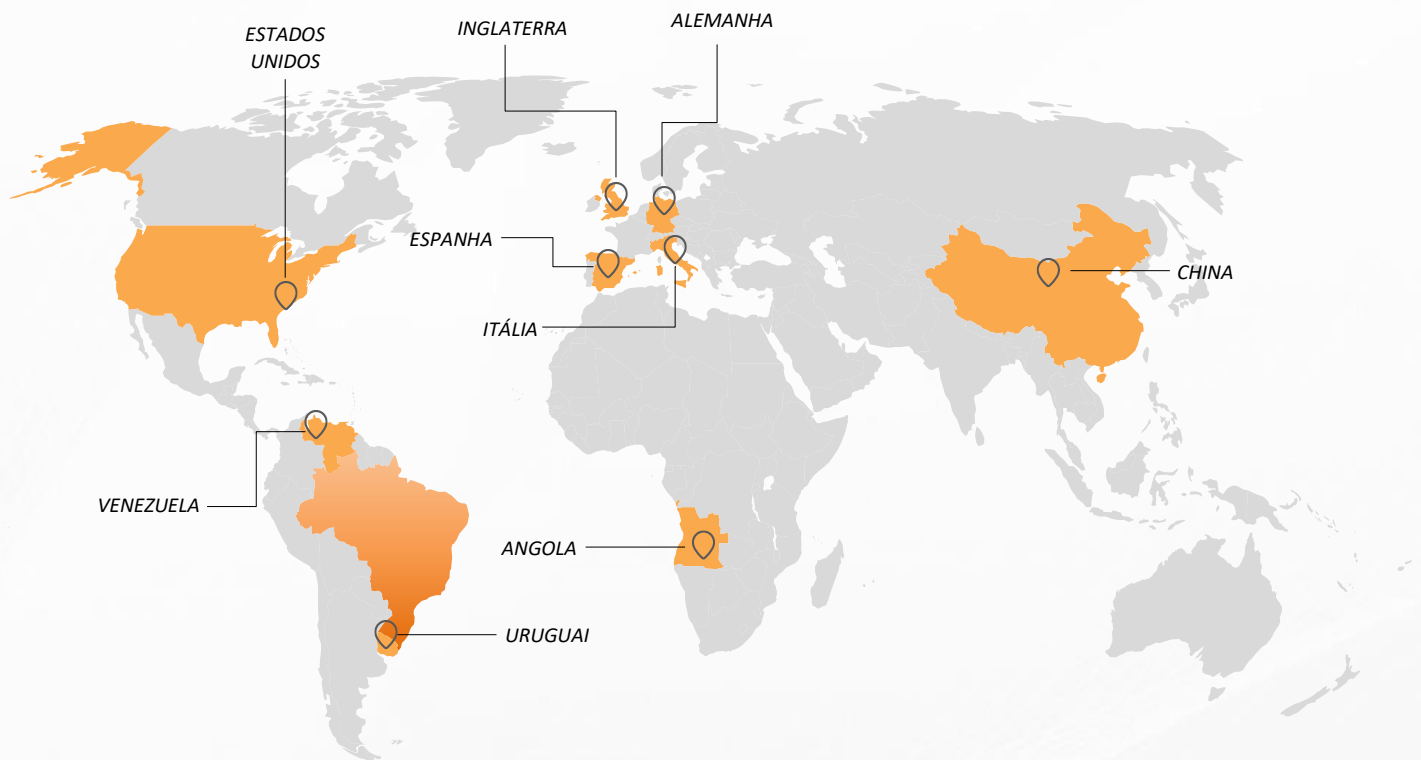 ESTADOS
UNIDOS
INGLATERRA
ALEMANHA
ESPANHA
ITÁLIA
CHINA
VENEZUELA
ANGOLA
URUGUAI